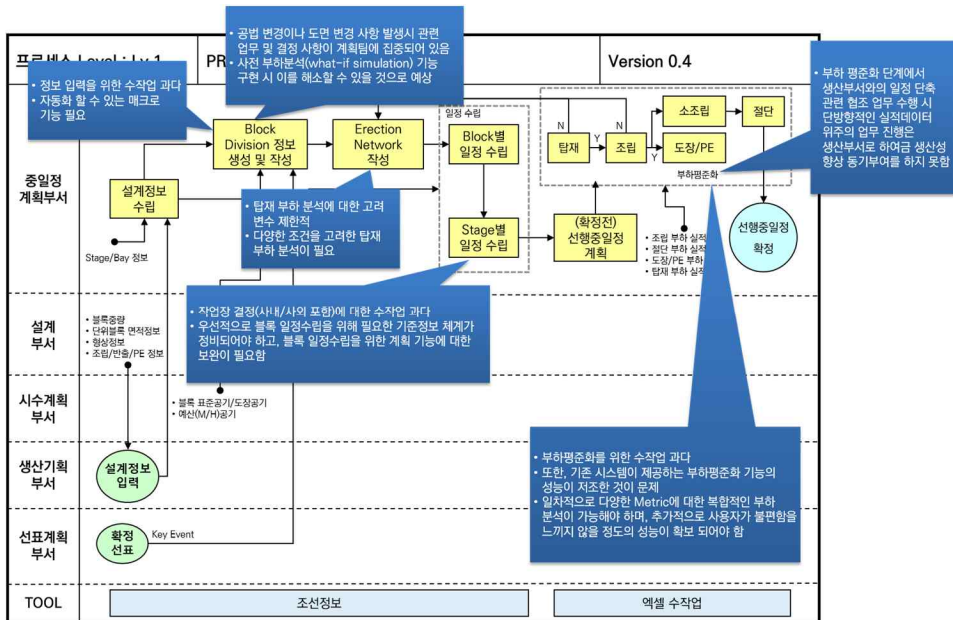 프로세스 Level : Lv.1
PR
Version 0.4
• 공법 변경이나 도면 변경 사항 발생시 관련
업무 및 결정 사항이 계획팀에 집중되어 있음
• 사전 부하분석(what-if simulation) 기능
구현 시 이를 해소할 수 있을 것으로 예상
• 정보 입력을 위한 수작업 과다
• 자동화 할 수 있는 매크로
기능 필요
• 부하 평준화 단계에서
생산부서와의 일정 단축
관련 협조 업무 수행 시
단방향적인 실적데이터
위주의 업무 진행은
생산부서로 하여금 생산성
향상 동기부여를 하지 못함
중일정
계획부서
설계정보
수립
Stage/Bay 정보
Block
Division 정보
생성 및 작성
Erection
Network
작성
일정 수립
Block별
일정 수립
Stage별
일정 수립
N
N
탑재
Y
조립
Y
소조립
절단
도장/PE
부하평준화
(확정전)
선행중일정
계획
• 조립 부하 실적
• 절단 부하 실적
• 도장/PE 부하
• 탑재 부하 실적
선행중일정
확정
• 탑재 부하 분석에 대한 고려
변수 제한적
• 다양한 조건을 고려한 탑재
부하 분석이 필요
• 작업장 결정(사내/사외 포함)에 대한 수작업 과다
• 우선적으로 블록 일정수립을 위해 필요한 기준정보 체계가
정비되어야 하고, 블록 일정수립을 위한 계획 기능에 대한
보완이 필요함
설계
부서
• 블록중량
• 단위블록 면적정보
• 형상정보
• 조립/반출/PE 정보
시수계획
부서
• 블록 표준공기/도장공기
• 예산(M/H)공기
생산기획
부서
설계정보
입력
• 부하평준화를 위한 수작업 과다
• 또한, 기존 시스템이 제공하는 부하평준화 기능의
성능이 저조한 것이 문제
• 일차적으로 다양한 Metric에 대한 복합적인 부하
분석이 가능해야 하며, 추가적으로 사용자가 불편함을
느끼지 않을 정도의 성능이 확보 되어야 함
선표계획
부서
확정
선표
Key Event
TOOL
조선정보
엑셀 수작업